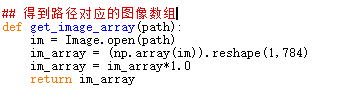 ## 得到路径对应的图像数组
def get_image_array(path):
    im = Image.open(path)
    im_array = (np.array(im)).reshape(1,784)
    im_array = im_array*1.0
    return im_array